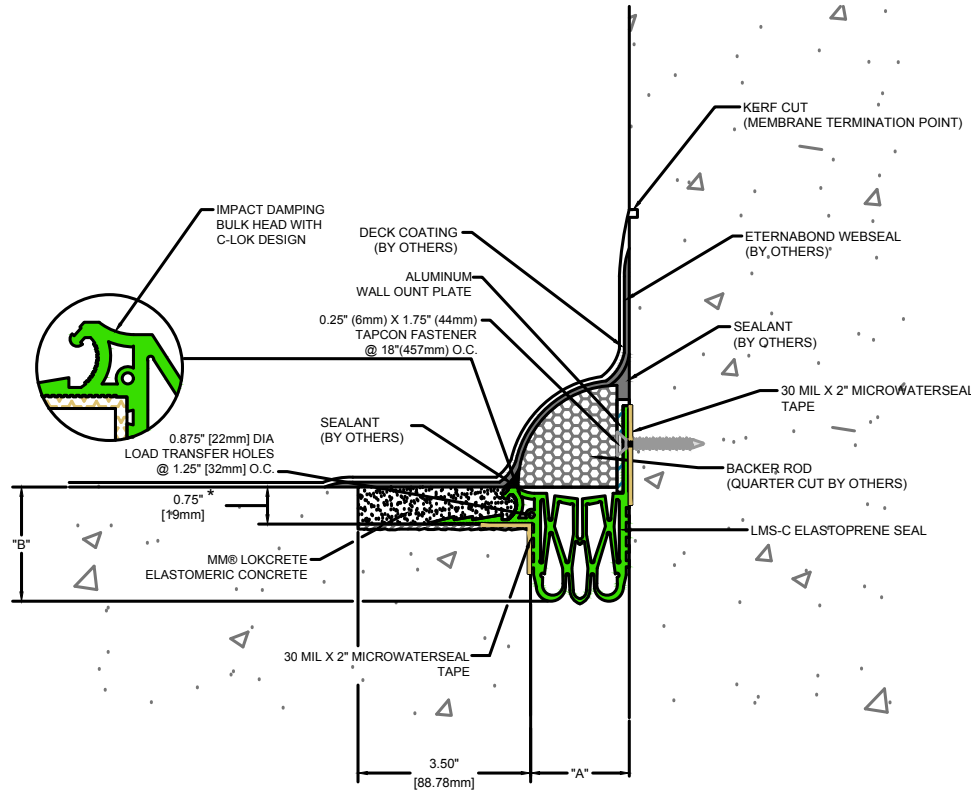 KERF CUT
(MEMBRANE TERMINATION POINT)
IMPACT DAMPING
BULK HEAD WITH
C-LOK DESIGN
DECK COATING
(BY OTHERS)
ETERNABOND WEBSEAL
(BY OTHERS)
ALUMINUM
WALL OUNT PLATE
0.25" (6mm) X 1.75" (44mm)
TAPCON FASTENER
@ 18"(457mm) O.C.
SEALANT
(BY OTHERS)
30 MIL X 2" MICROWATERSEAL
TAPE
SEALANT
(BY OTHERS)
0.875" [22mm] DIA
LOAD TRANSFER HOLES
@ 1.25" [32mm] O.C.
BACKER ROD
(QUARTER CUT BY OTHERS)
0.75" *
[19mm]
"B"
LMS-C ELASTOPRENE SEAL
MM® LOKCRETE
ELASTOMERIC CONCRETE
30 MIL X 2" MICROWATERSEAL
TAPE
3.50"
[88.78mm]
"A"